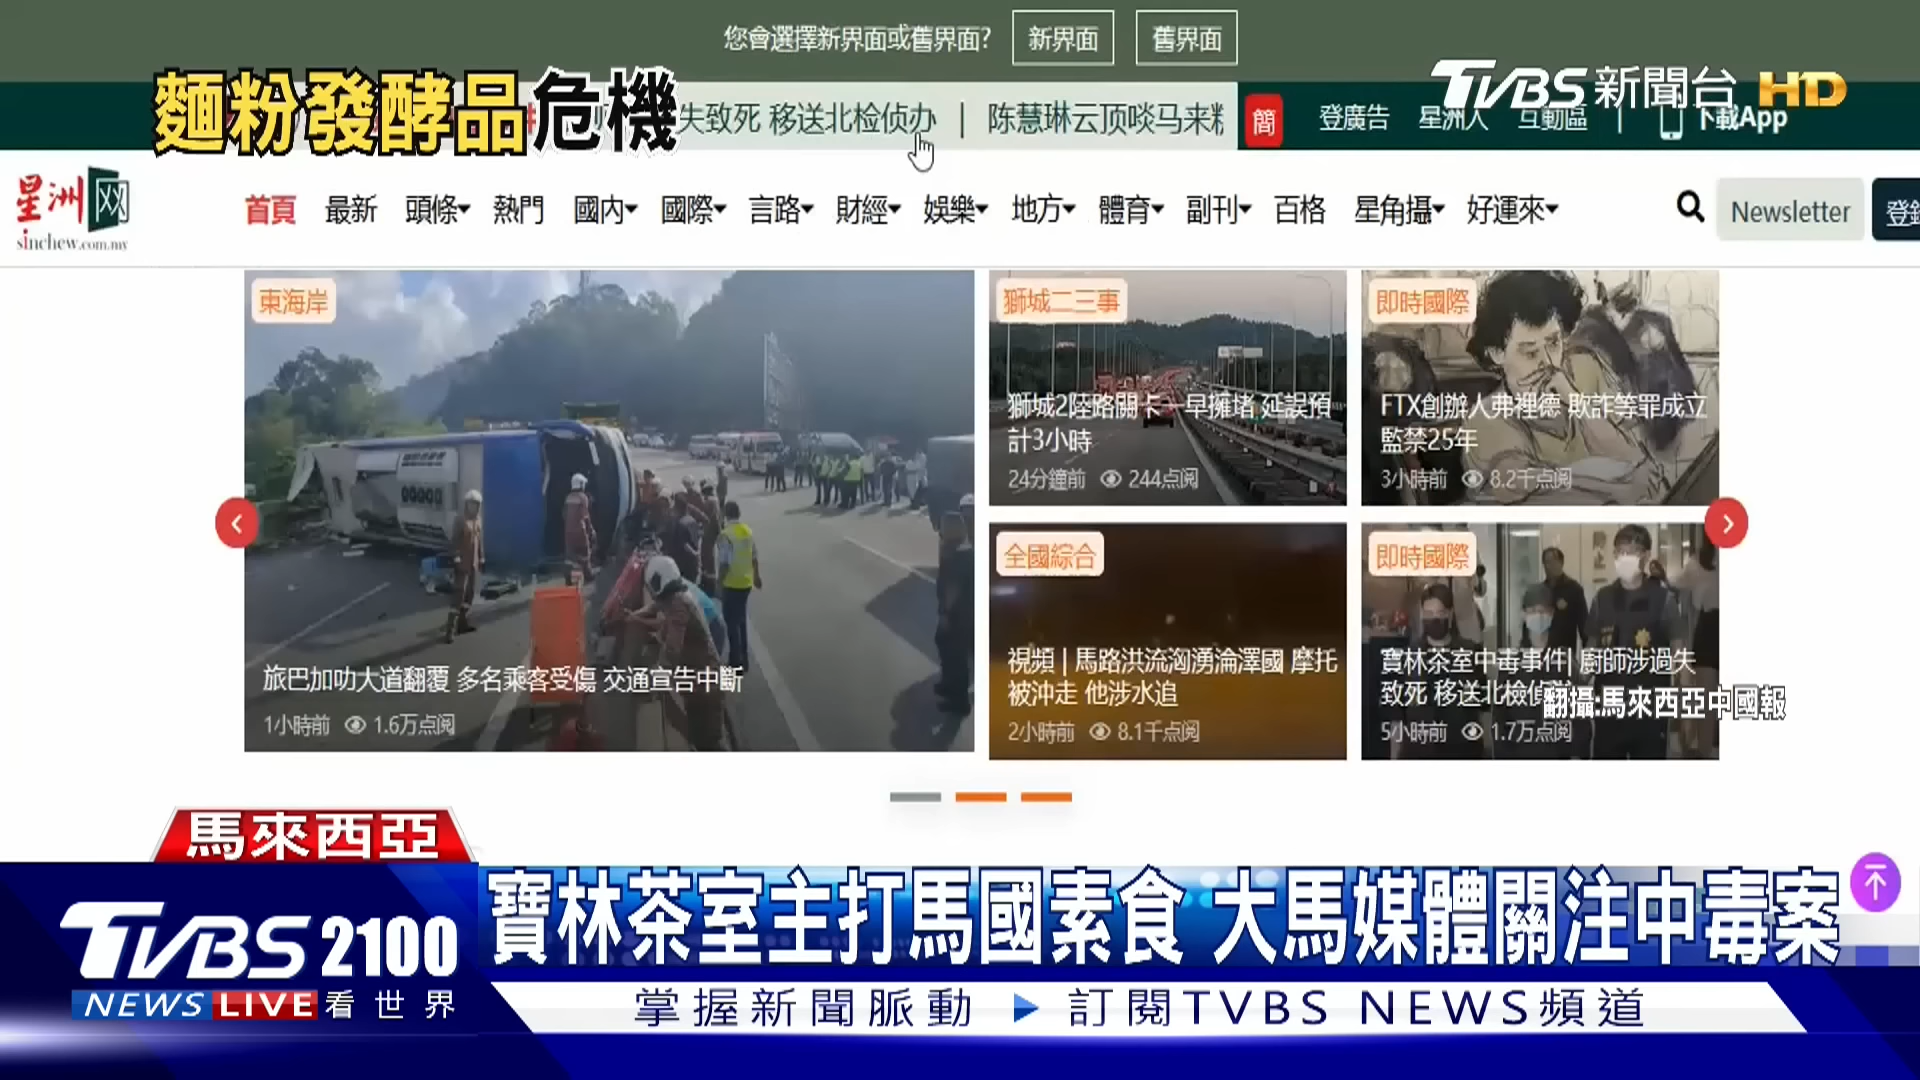 您會選擇新界面或舊界面?
新界面
舊界面
麵粉發酵品危機
失致死 移送北检侦办 | 陈慧琳云顶啖马来
簡
登廣告
星洲人
互動區
|
下載App
TVBS新聞台 HD
星洲网
sinchew.com.my
首頁 最新 頭條 熱門 國內 國際 言路 財經 娛樂 地方 體育 副刊 百格 星角攝 好運來
Newsletter
登
東海岸
旅巴加叻大道翻覆 多名乘客受傷 交通宣告中斷
1小時前 1.6万点阅
獅城二三事
獅城2陸路關卡一早擁堵 延誤預
計3小時
24分鐘前 244点阅
即時國際
FTX創辦人弗裡德 欺詐等罪成立
監禁25年
3小時前 8.2千点阅
全國綜合
視頻 | 馬路洪流洶湧淪澤國 摩托
被沖走 他涉水追
2小時前 8.1千点阅
即時國際
寶林茶室中毒事件| 廚師涉過失
致死 移送北檢偵
5小時前 1.7万点阅
翻攝:馬來西亞中國報
馬來西亞
寶林茶室主打馬國素食 大馬媒體關注中毒案
TVBS 2100
NEWS LIVE 看世界
掌握新聞脈動 ▶ 訂閱TVBS NEWS頻道